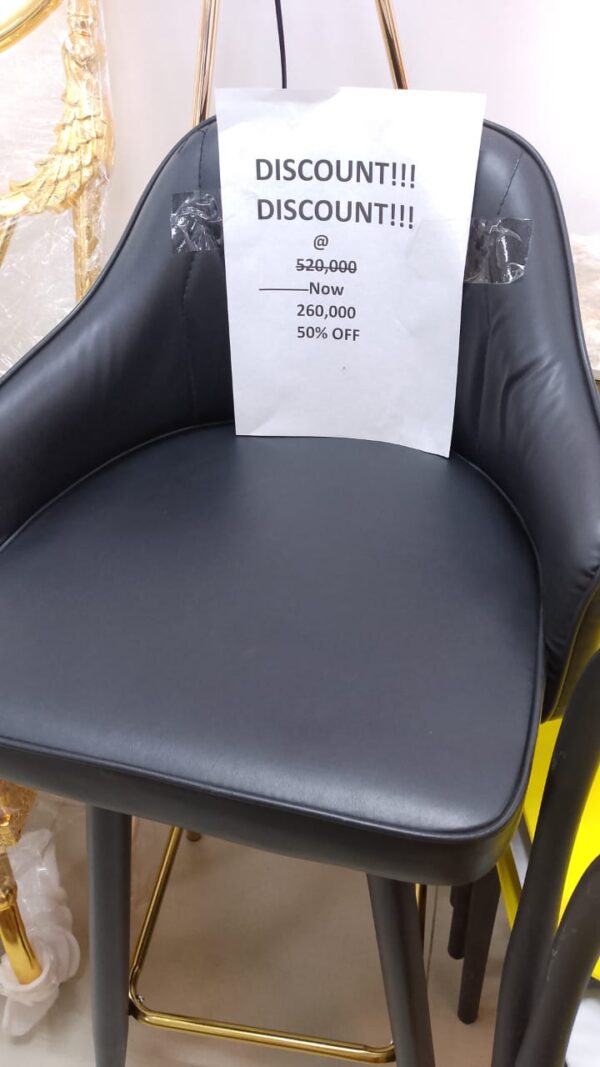 DISCOUNT!!!
DISCOUNT!!!
@
520,000
———Now
260,000
50% OFF